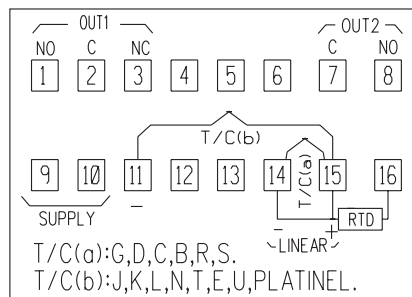 OUT1 OUT2
NO C NC C NO
1 2 3 4 5 6 7 8
T/C(b)
T/C(a)
9 10 11 12 13 14 15 16
− − + RTD
SUPPLY LINEAR
T/C(a):G,D,C,B,R,S.
T/C(b):J,K,L,N,T,E,U,PLATINEL.